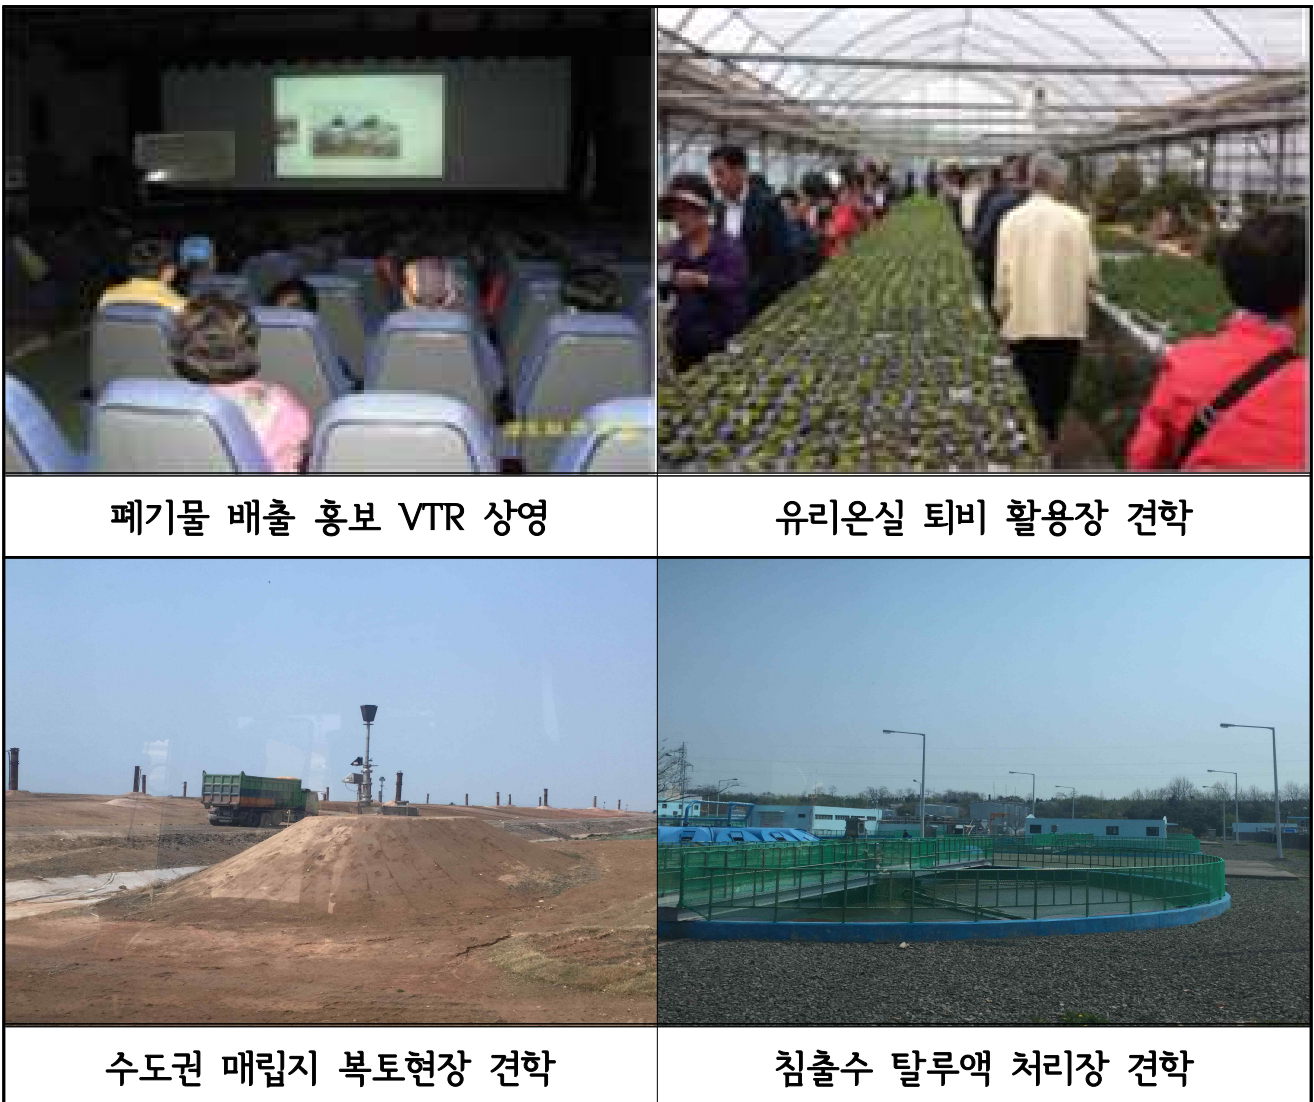 폐기물 배출 홍보 VTR 상영
유리온실 퇴비 활용장 견학
수도권 매립지 복토현장 견학
침출수 탈루액 처리장 견학